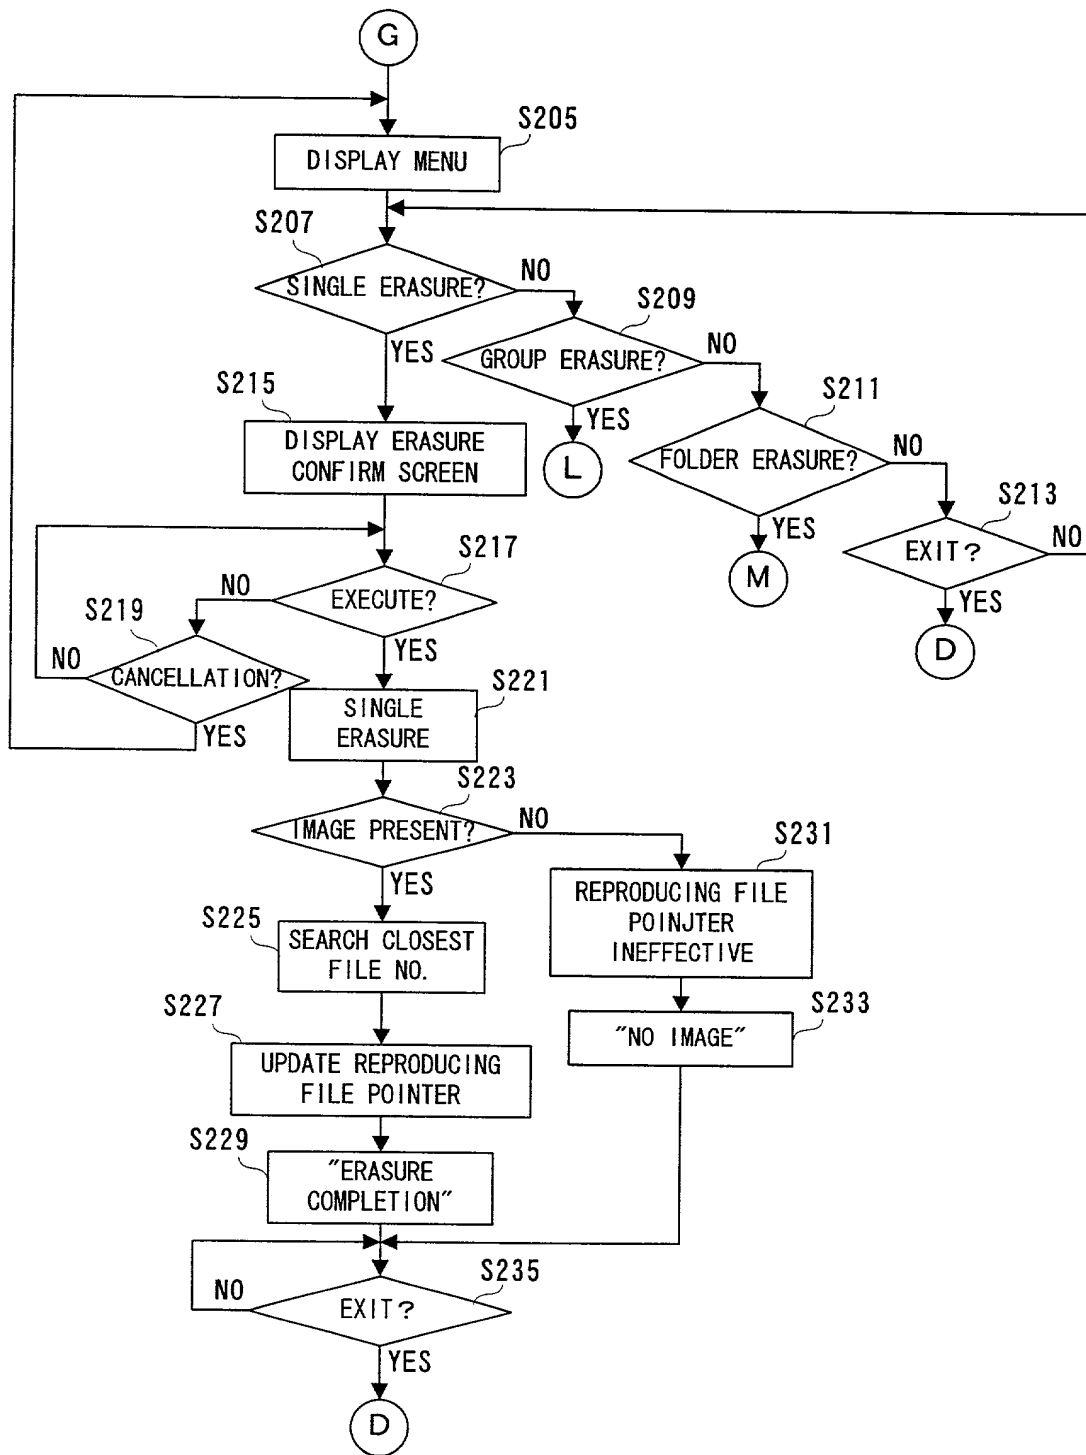 G
S205
DISPLAY MENU
S207
SINGLE ERASURE?
NO
S209
YES
GROUP ERASURE?
NO
S211
YES
S215
DISPLAY ERASURE
CONFIRM SCREEN
L
FOLDER ERASURE?
NO
S213
YES
EXIT?
NO
S217
M
YES
NO
EXECUTE?
S219
YES
D
NO
CANCELLATION?
S221
YES
SINGLE
ERASURE
S223
IMAGE PRESENT?
NO
S231
YES
REPRODUCING FILE
POINJTER
INEFFECTIVE
S225
SEARCH CLOSEST
FILE NO.
S227
S233
"NO IMAGE"
UPDATE REPRODUCING
FILE POINTER
S229
"ERASURE
COMPLETION"
S235
NO
EXIT?
YES
D